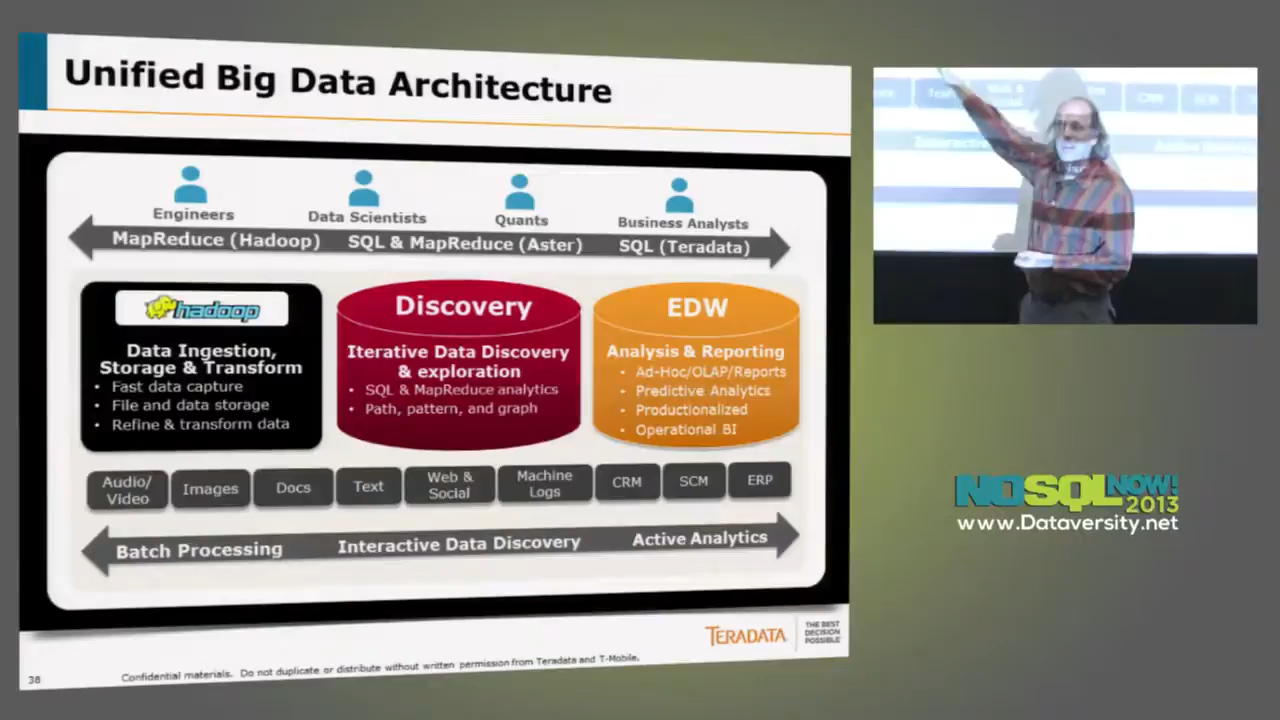 Unified Big Data Architecture
Engineers
Data Scientists
Quants
Business Analysts
MapReduce (Hadoop) SQL & MapReduce (Aster) SQL (Teradata)
hadoop
Data Ingestion,
Storage & Transform
• Fast data capture
• File and data storage
• Refine & transform data
Discovery
Iterative Data Discovery
& exploration
• SQL & MapReduce analytics
• Path, pattern, and graph
EDW
Analysis & Reporting
• Ad-Hoc/OLAP/Reports
• Predictive Analytics
• Productionalized
• Operational BI
Audio/
Video
Images
Docs
Text
Web &
Social
Machine
Logs
CRM
SCM
ERP
Batch Processing Interactive Data Discovery Active Analytics
TERADATA
THE BEST
DECISION
POSSIBLE
38
Confidential materials. Do not duplicate or distribute without written permission from Teradata and T-Mobile.
NOSQL NOW!
2013
www.Dataversity.net